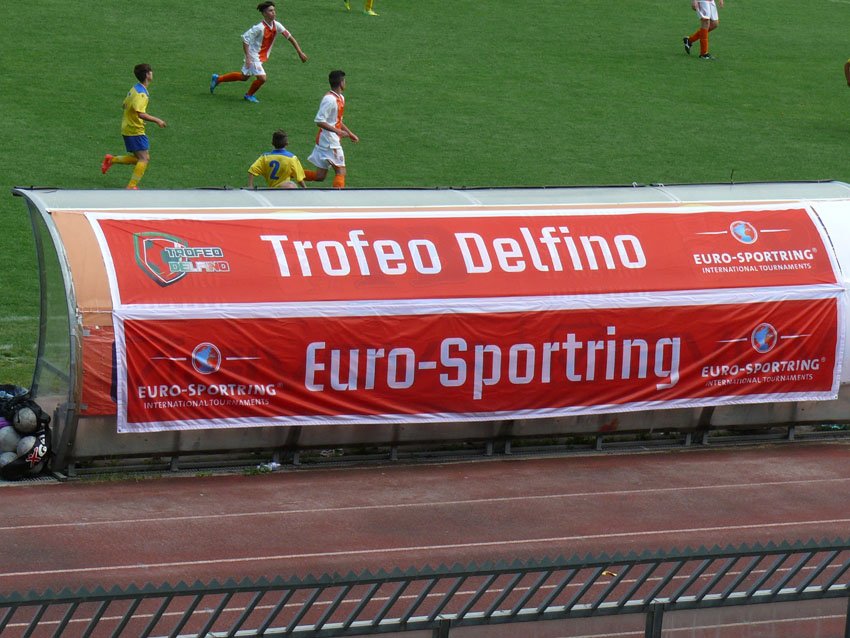 2
TROFEO
DELFINO
Trofeo Delfino
EURO-SPORTRING®
INTERNATIONAL TOURNAMENTS
EURO-SPORTRING®
INTERNATIONAL TOURNAMENTS
Euro-Sportring
EURO-SPORTRING®
INTERNATIONAL TOURNAMENTS